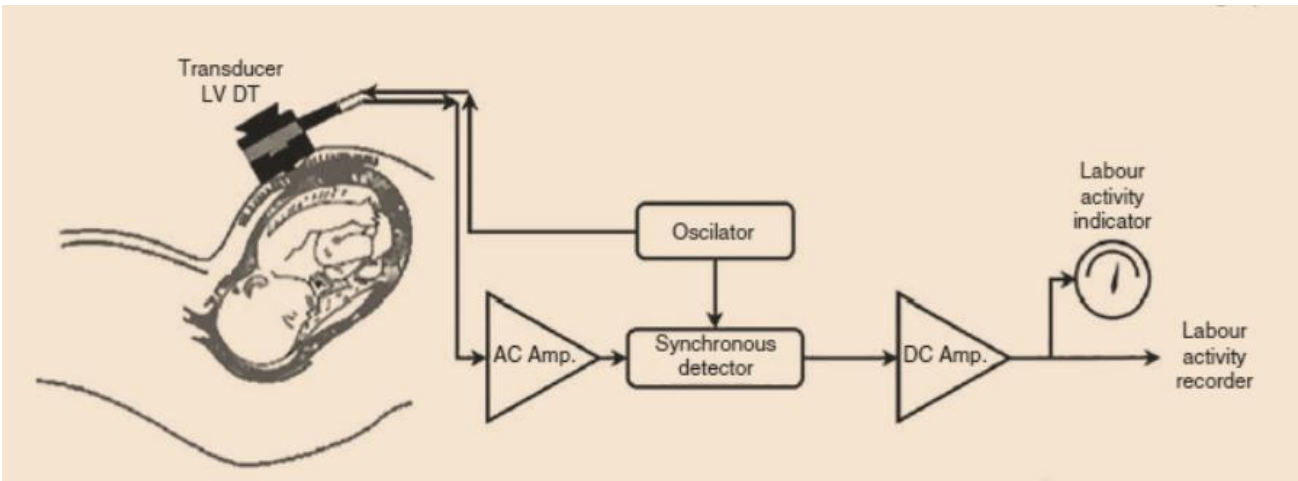 Transducer
LV DT
Oscilator
Labour
activity
indicator
AC Amp.
Synchronous
detector
DC Amp.
Labour
activity
recorder